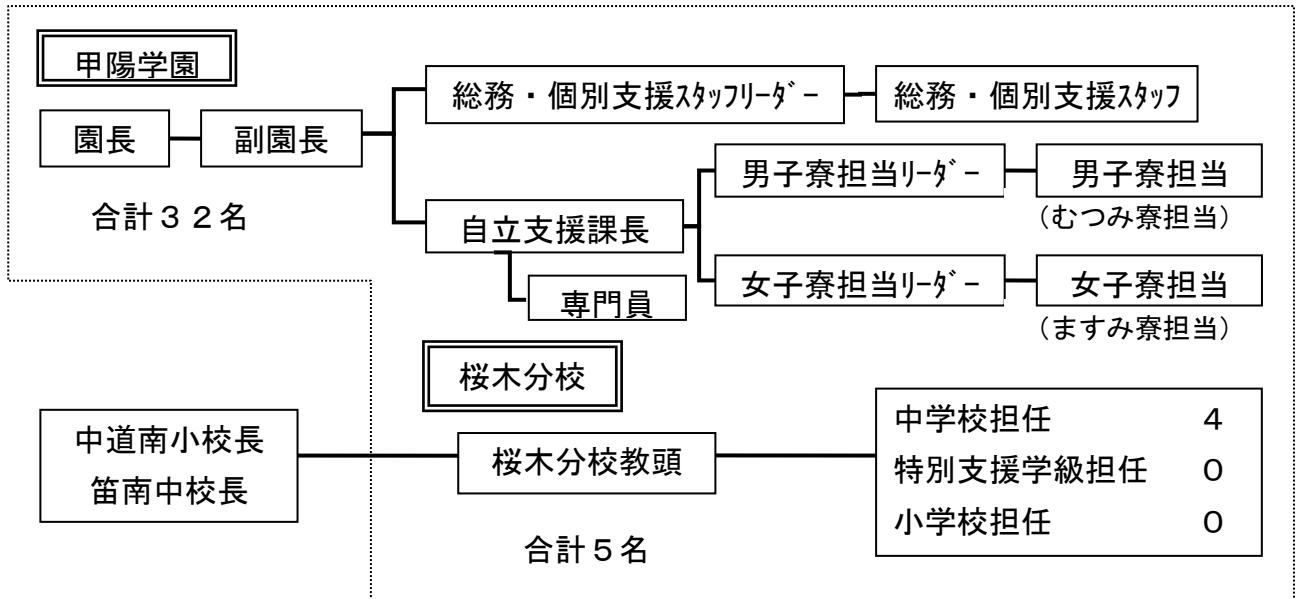 甲陽学園
総務・個別支援ｽﾀｯﾌﾘｰﾀﾞｰ
総務・個別支援ｽﾀｯﾌ
園長
副園長
男子寮担当ﾘｰﾀﾞｰ
男子寮担当
(むつみ寮担当)
合計３２名
自立支援課長
女子寮担当ﾘｰﾀﾞｰ
女子寮担当
(ますみ寮担当)
専門員
桜木分校
中道南小校長
笛南中校長
桜木分校教頭
中学校担任 ４
特別支援学級担任 ０
小学校担任 ０
合計５名